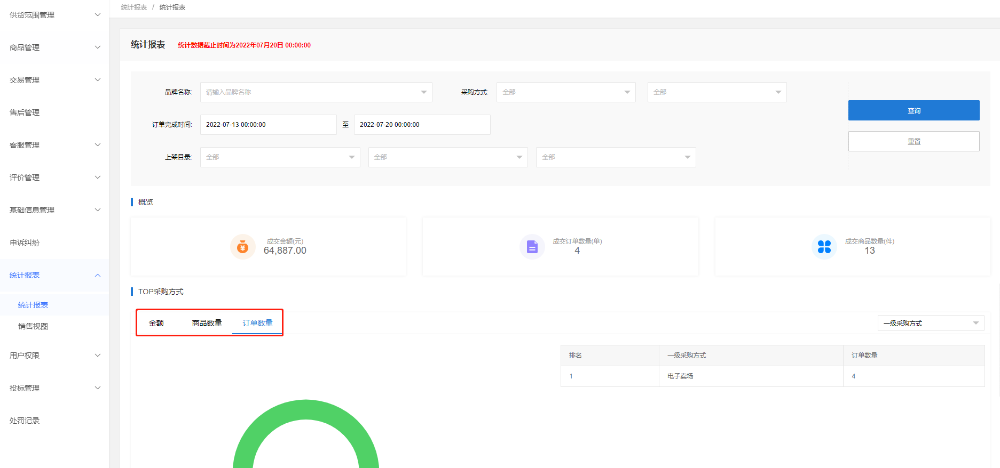 供货范围管理
商品管理
交易管理
售后管理
客服管理
评价管理
基础信息管理
申诉纠纷
统计报表
统计报表
销售视图
用户权限
投标管理
处罚记录
统计报表 / 统计报表
统计报表 统计数据截止时间为2022年07月20日 00:00:00
品牌名称: 请输入品牌名称 采购方式: 全部 全部
订单完成时间: 2022-07-13 00:00:00 至 2022-07-20 00:00:00
上架目录: 全部 全部 全部
查询
重置
概览
成交金额(元)
64,887.00
成交订单数量(单)
4
成交商品数量(件)
13
TOP采购方式
金额 商品数量 订单数量 一级采购方式
排名 一级采购方式 订单数量
1 电子卖场 4